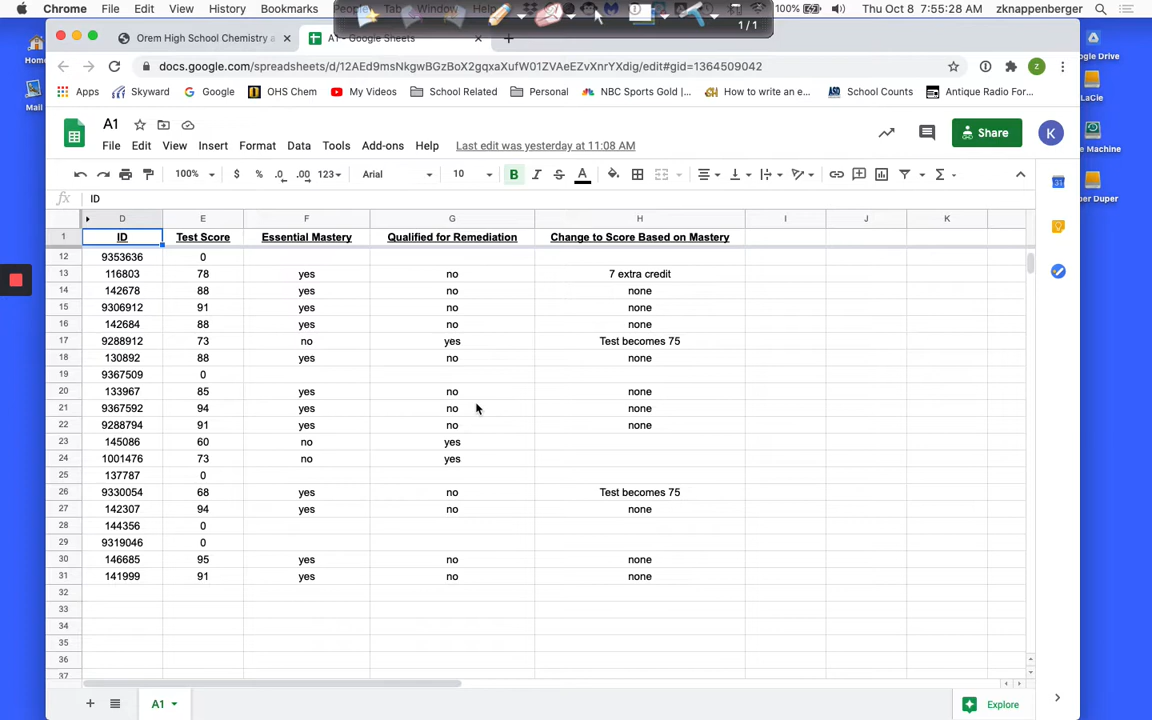 Chrome File Edit View History Bookmarks People Tab Window 100% Thu Oct 8 7:55:28 AM zknappenberger
1/1
Orem High School Chemistry a × A1 - Google Sheets × +
docs.google.com/spreadsheets/d/12AEd9msNkgwBGzBoX2gqxaXufW01ZVAeEZvXnrYXdig/edit#gid=1364509042
Apps Skyward Google OHS Chem My Videos School Related Personal NBC Sports Gold |... How to write an e... School Counts Antique Radio For...
A1
File Edit View Insert Format Data Tools Add-ons Help Last edit was yesterday at 11:08 AM
Share
K
100% $ % .0 .00 123 Arial 10 B I S A
fx ID
D E F G H I J K
1 ID Test Score Essential Mastery Qualified for Remediation Change to Score Based on Mastery
12 9353636 0
13 116803 78 yes no 7 extra credit
14 142678 88 yes no none
15 9306912 91 yes no none
16 142684 88 yes no none
17 9288912 73 no yes Test becomes 75
18 130892 88 yes no none
19 9367509 0
20 133967 85 yes no none
21 9367592 94 yes no none
22 9288794 91 yes no none
23 145086 60 no yes
24 1001476 73 no yes
25 137787 0
26 9330054 68 yes no Test becomes 75
27 142307 94 yes no none
28 144356 0
29 9319046 0
30 146685 95 yes no none
31 141999 91 yes no none
32
33
34
35
36
37
+ A1 Explore
Home
Mail
LaCie